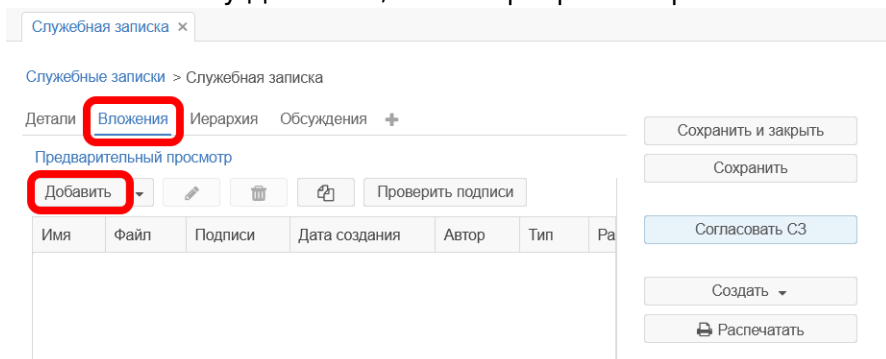 Служебная записка ×
Служебные записки > Служебная записка
Детали Вложения Иерархия Обсуждения +
Сохранить и закрыть
Предварительный просмотр
Сохранить
Добавить Проверить подписи
Имя Файл Подписи Дата создания Автор Тип Ра
Согласовать СЗ
Создать
Распечатать